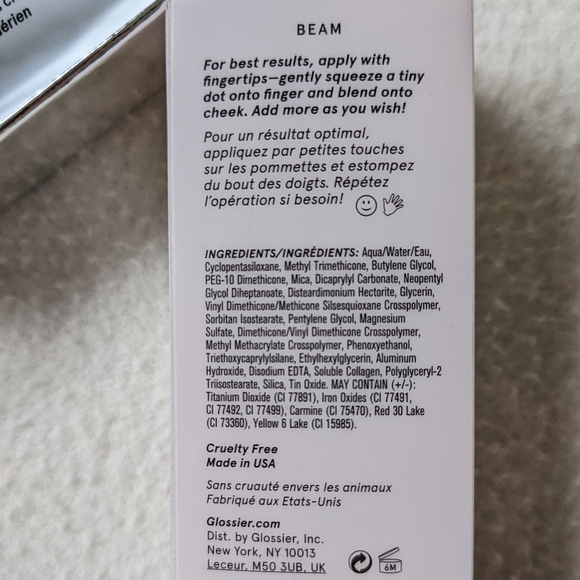 érien
BEAM
For best results, apply with
fingertips—gently squeeze a tiny
dot onto finger and blend onto
cheek. Add more as you wish!
Pour un résultat optimal,
appliquez par petites touches
sur les pommettes et estompez
du bout des doigts. Répétez
l'opération si besoin!
INGREDIENTS/INGRÉDIENTS: Aqua/Water/Eau,
Cyclopentasiloxane, Methyl Trimethicone, Butylene Glycol,
PEG-10 Dimethicone, Mica, Dicaprylyl Carbonate, Neopentyl
Glycol Diheptanoate, Disteardimonium Hectorite, Glycerin,
Vinyl Dimethicone/Methicone Silsesquioxane Crosspolymer,
Sorbitan Isostearate, Pentylene Glycol, Magnesium
Sulfate, Dimethicone/Vinyl Dimethicone Crosspolymer,
Methyl Methacrylate Crosspolymer, Phenoxyethanol,
Triethoxycaprylylsilane, Ethylhexylglycerin, Aluminum
Hydroxide, Disodium EDTA, Soluble Collagen, Polyglyceryl-2
Triisostearate, Silica, Tin Oxide. MAY CONTAIN (+/-):
Titanium Dioxide (CI 77891), Iron Oxides (CI 77491,
CI 77492, CI 77499), Carmine (CI 75470), Red 30 Lake
(CI 73360), Yellow 6 Lake (CI 15985).
Cruelty Free
Made in USA
Sans cruauté envers les animaux
Fabriqué aux Etats-Unis
Glossier.com
Dist. by Glossier, Inc.
New York, NY 10013
Leceur, M50 3UB, UK
6M